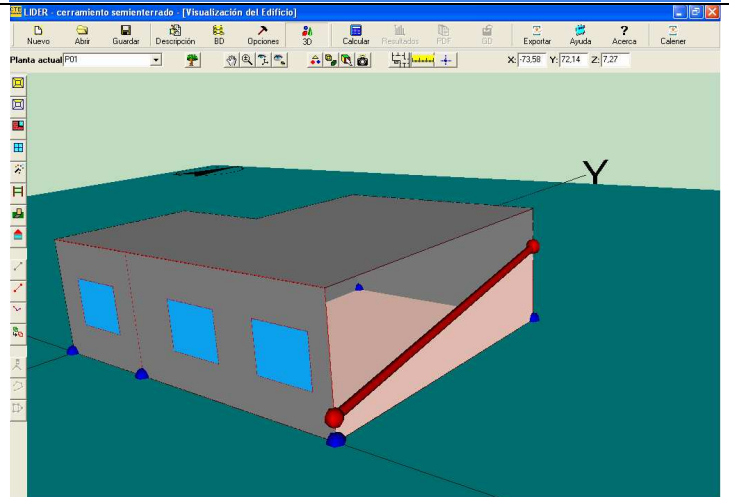 LIDER - cerramiento semienterrado - [Visualización del Edificio]
Nuevo Abrir Guardar Descripción BD Opciones 3D Calcular Resultados PDF GD Exportar Ayuda Acerca Calener
Planta actual P01 X: -73,58 Y: 72,14 Z: 7,27
Y